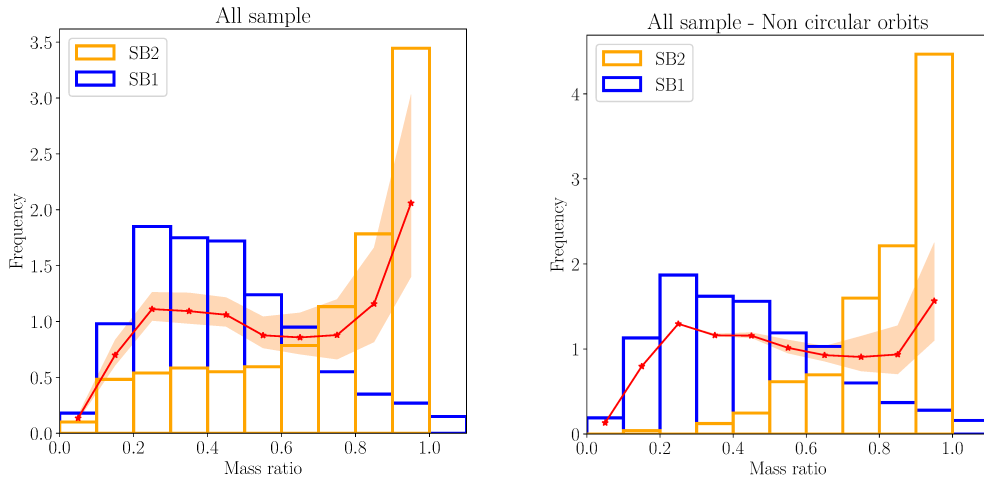 All sample
SB2
SB1
Frequency
3.5
3.0
2.5
2.0
1.5
1.0
0.5
0.0
0.0 0.2 0.4 0.6 0.8 1.0
Mass ratio
All sample - Non circular orbits
SB2
SB1
Frequency
4
2
1
0
0.0 0.2 0.4 0.6 0.8 1.0
Mass ratio